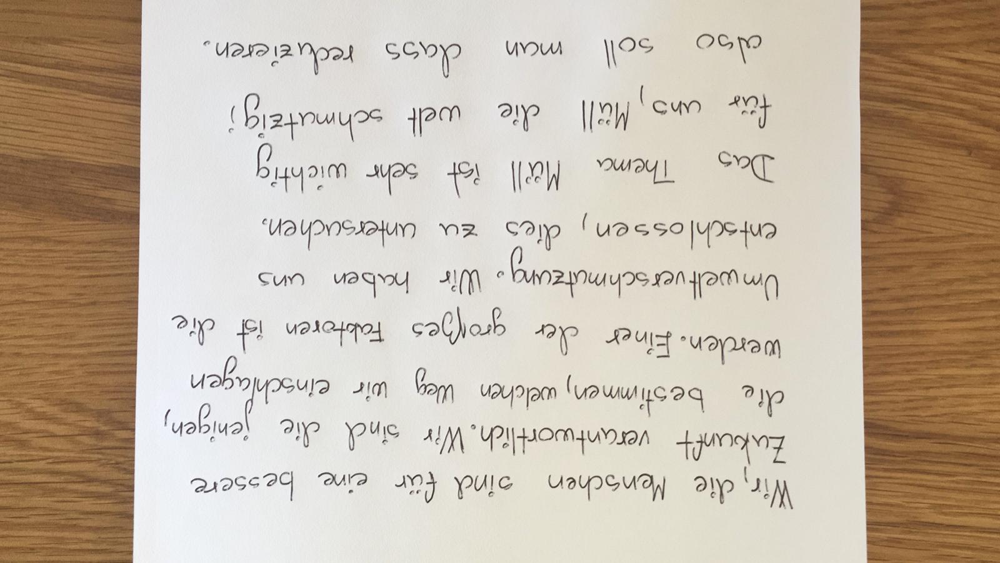 Wir, die Menschen sind für eine bessere
Zukunft verantwortlich. Wir sind die jenigen,
die bestimmen, welchen Weg wir einschlagen
werden. Einer der großes Faktoren ist die
Umweltverschmutzung. Wir haben uns
entschlossen, dies zu untersuchen.
Das Thema Müll ist sehr wichtig
für uns, Müll die welt schmutzig;
also soll man dass reduzieren.